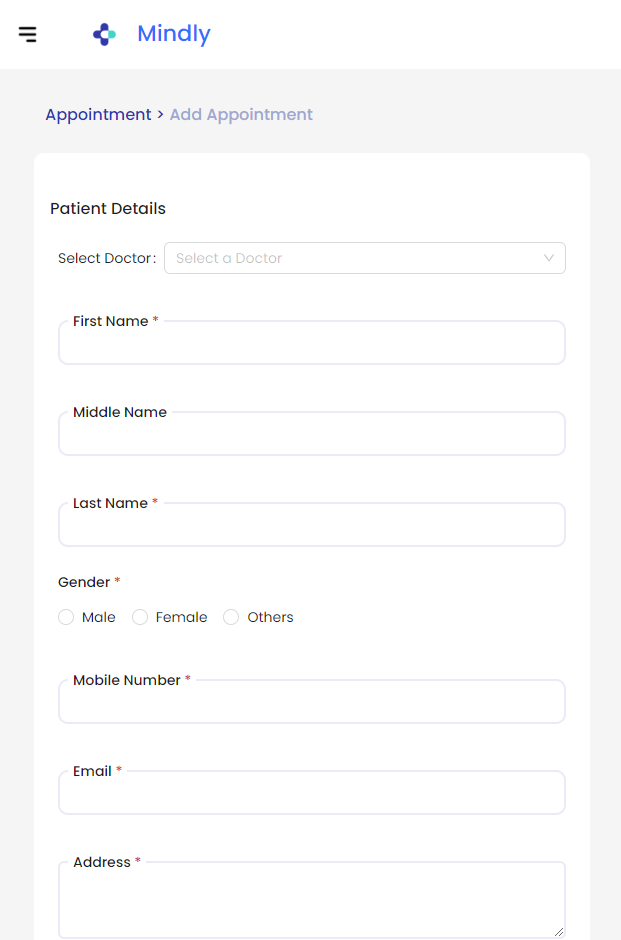 Mindly
Appointment > Add Appointment
Patient Details
Select Doctor: Select a Doctor
First Name *
Middle Name
Last Name *
Gender *
Male Female Others
Mobile Number *
Email *
Address *